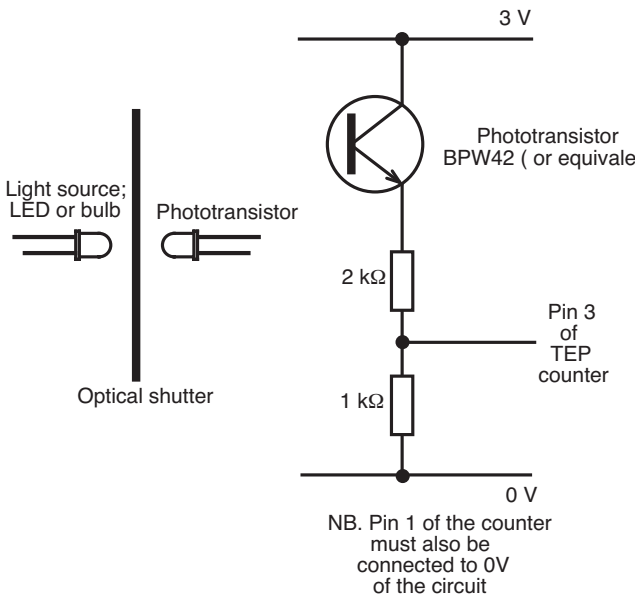 3 V
Phototransistor
BPW42 ( or equivale
Light source;
LED or bulb
Phototransistor
2 kΩ
Pin 3
of
TEP
counter
Optical shutter
1 kΩ
0 V
NB. Pin 1 of the counter
must also be
connected to 0V
of the circuit